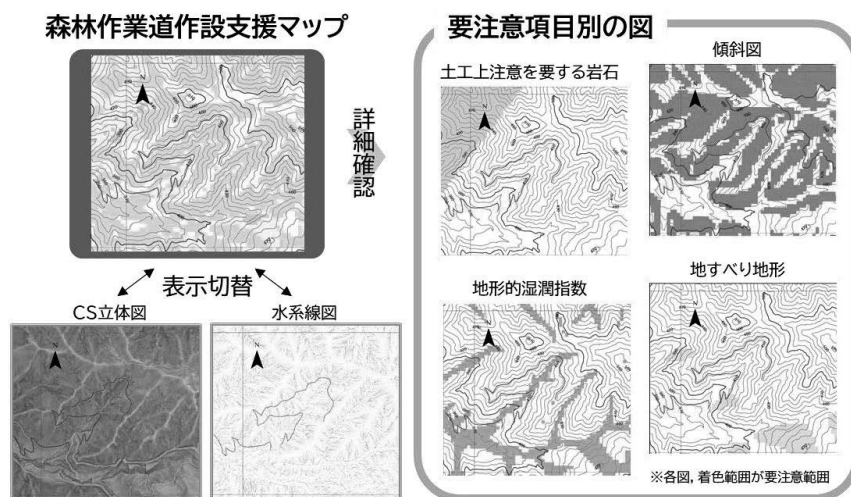 森林作業道作設支援マップ
詳細確認
表示切替
CS立体図
水系線図
要注意項目別の図
土工上注意を要する岩石
傾斜図
地形的湿潤指数
地すべり地形
※各図，着色範囲が要注意範囲